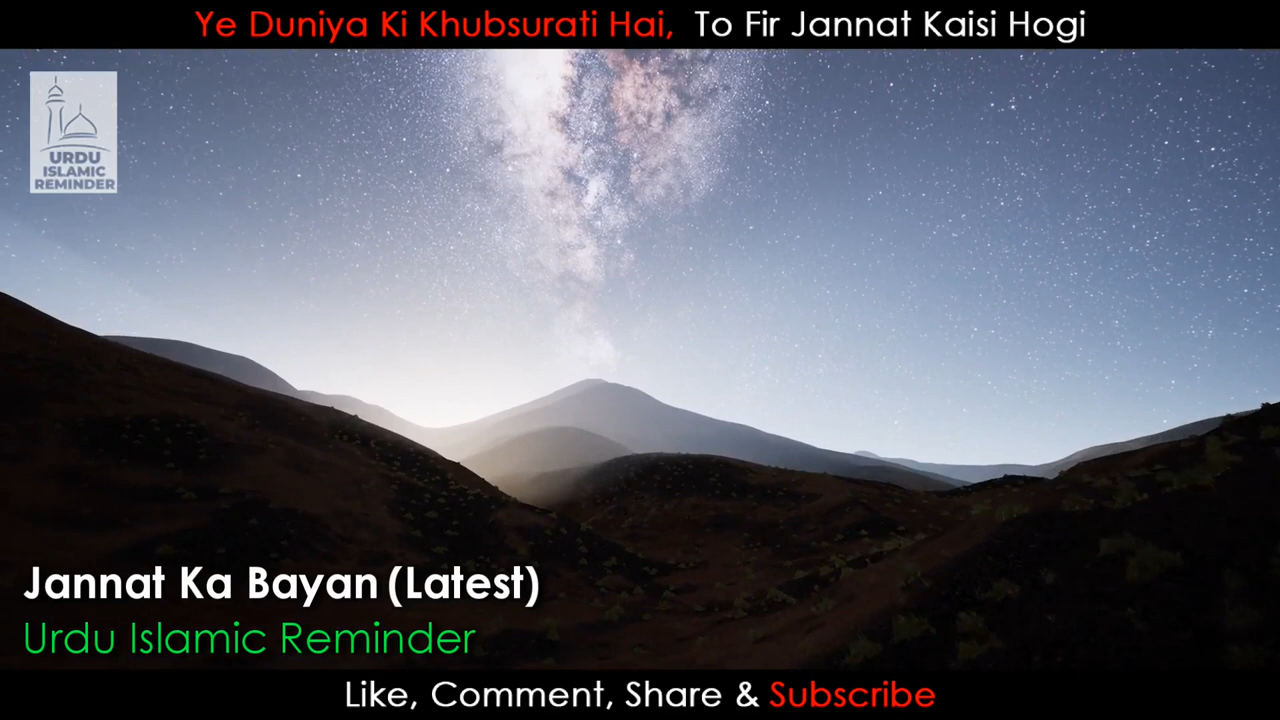 Ye Duniya Ki Khubsurati Hai, To Fir Jannat Kaisi Hogi
URDU
ISLAMIC
REMINDER
Jannat Ka Bayan (Latest)
Urdu Islamic Reminder
Like, Comment, Share & Subscribe